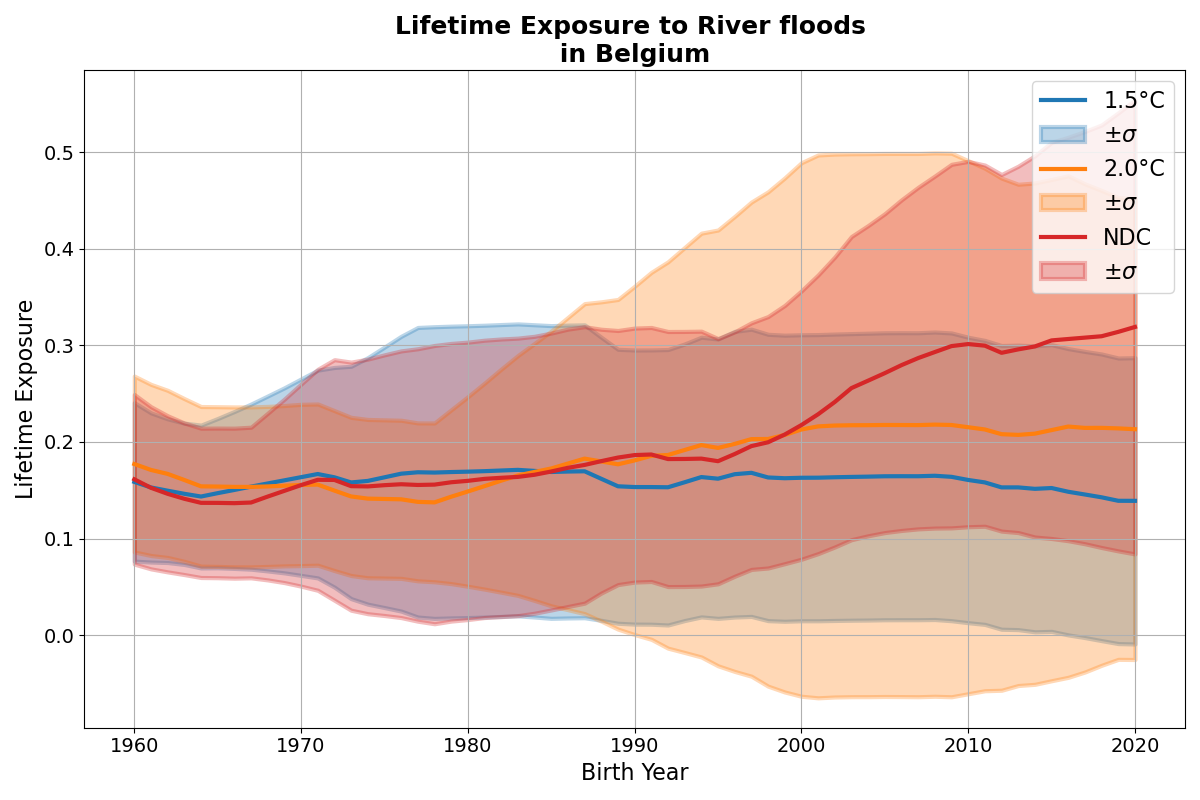 Lifetime Exposure to River floods
in Belgium
1.5°C
±σ
2.0°C
±σ
NDC
±σ
0.5
0.4
0.3
0.2
0.1
0.0
Lifetime Exposure
1960 1970 1980 1990 2000 2010 2020
Birth Year